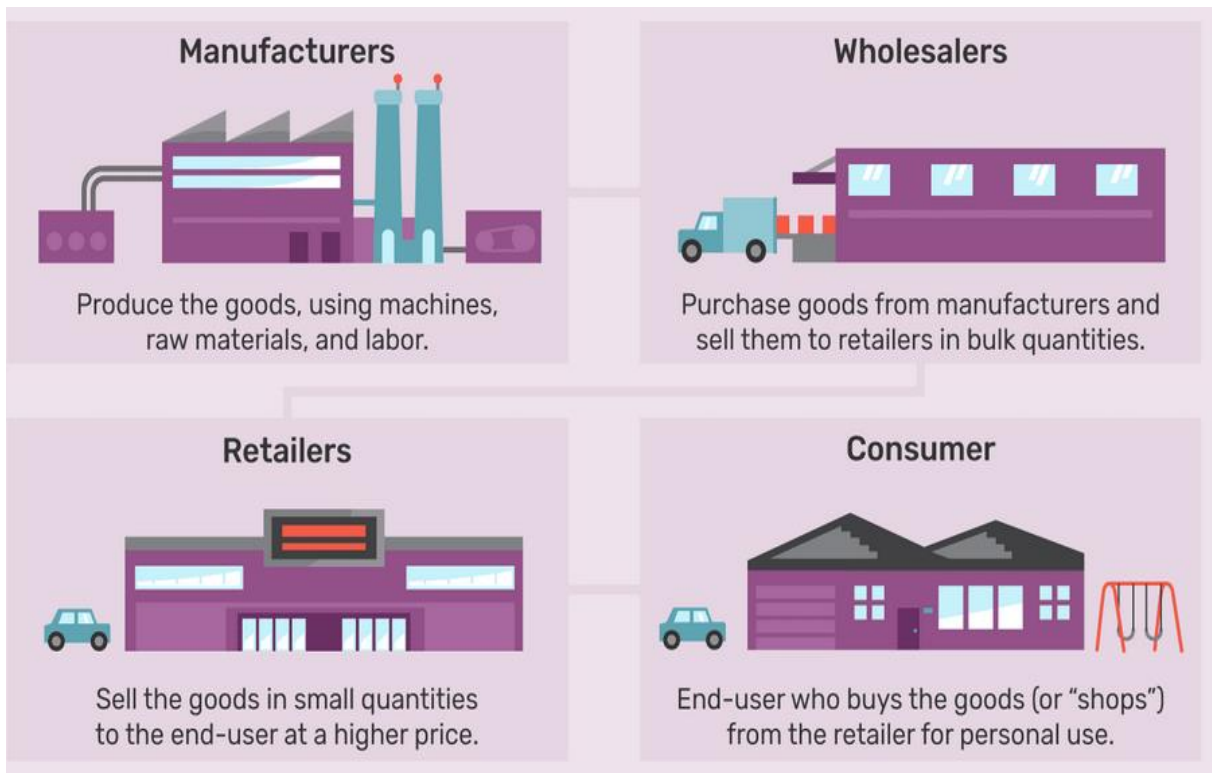 Manufacturers
Produce the goods, using machines,
raw materials, and labor.
Wholesalers
Purchase goods from manufacturers and
sell them to retailers in bulk quantities.
Retailers
Sell the goods in small quantities
to the end-user at a higher price.
Consumer
End-user who buys the goods (or “shops”)
from the retailer for personal use.